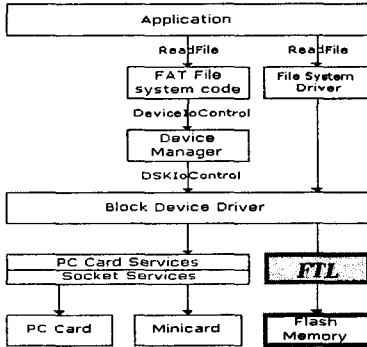 Application
ReadFile
ReadFile
FAT File
system code
File System
Driver
DeviceIoControl
Device
Manager
DSKIoControl
Block Device Driver
PC Card Services
Socket Services
FTL
PC Card
Minicard
Flash
Memory